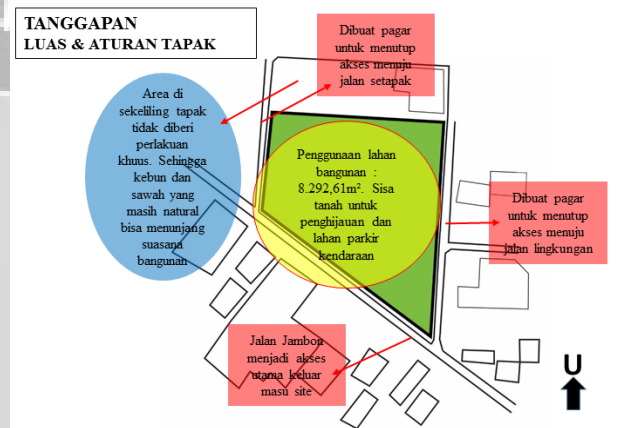 TANGGAPAN
LUAS & ATURAN TAPAK
Dibuat pagar
untuk menutup
akses menuju
jalan setapak
Area di
sekeliling tapak
tidak diberi
perlakuan
khuus. Sehingga
kebun dan
sawah yang
masih natural
bisa menunjang
suasana
bangunan
Penggunaan lahan
bangunan :
8.292,61m². Sisa
tanah untuk
penghijauan dan
lahan parkir
kendaraan
Dibuat pagar
untuk menutup
akses menuju
jalan lingkungan
Jalan Jambon
menjadi akses
utama keluar
masu site
U